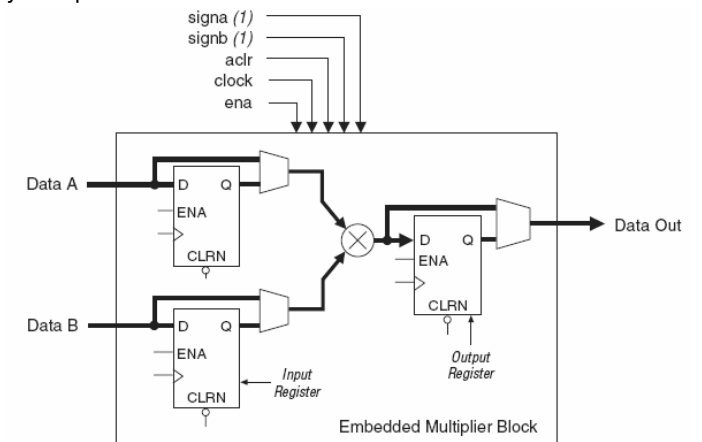 signa (1)
signb (1)
aclr
clock
ena
Data A
D Q
ENA
CLRN
Data B
D Q
ENA
CLRN
Input
Register
D Q
ENA
CLRN
Output
Register
Data Out
Embedded Multiplier Block